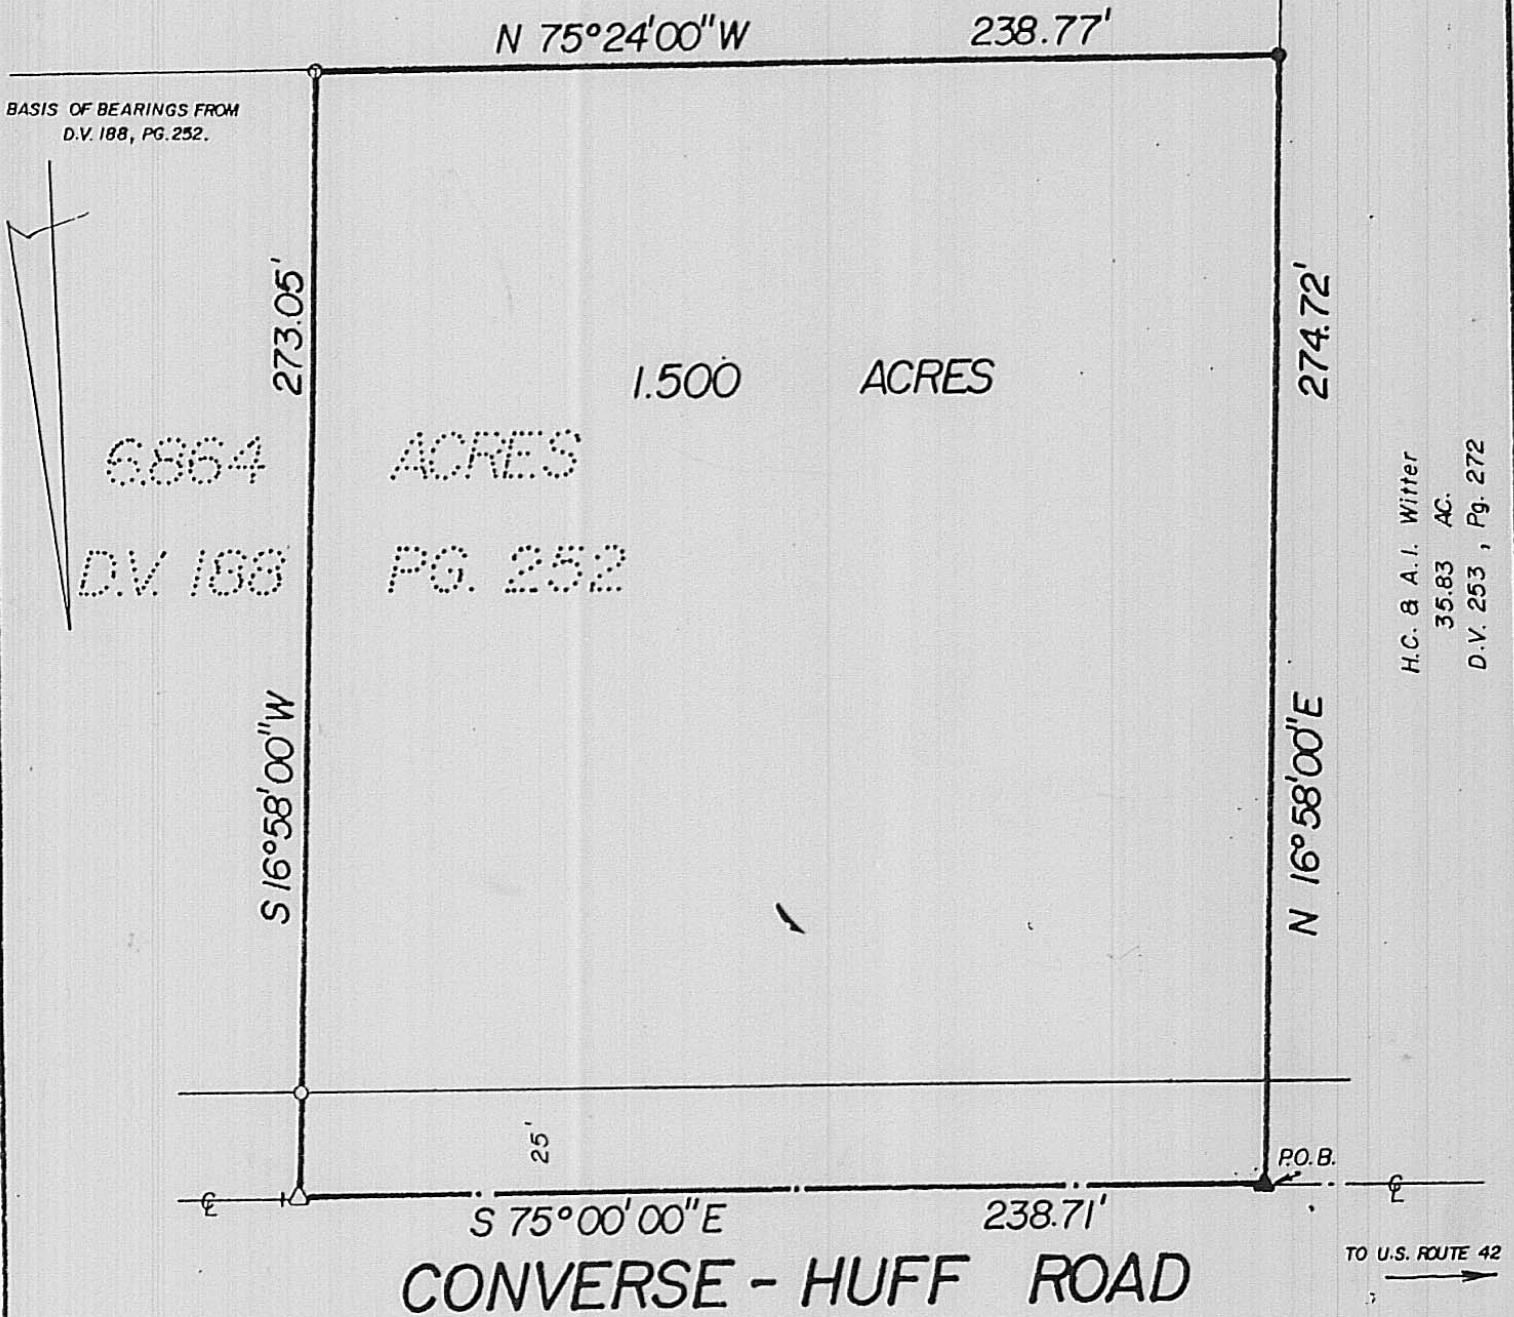 N 75°24'00"W 238.77'
BASIS OF BEARINGS FROM
D.V. 188, PG. 252.
273.05'
274.72'
1.500 ACRES
6.864 ACRES
D.V. 188 PG. 252
H.C. & A.I. Witter
35.83 AC.
D.V. 253, Pg. 272
S 16°58'00"W
N 16°58'00"E
25'
P.O.B.
℄
℄
S 75°00'00"E 238.71'
CONVERSE - HUFF ROAD
TO U.S. ROUTE 42